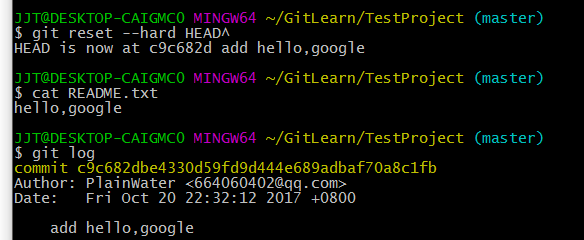 JJT@DESKTOP-CAIGMC0 MINGW64 ~/GitLearn/TestProject (master)
$ git reset --hard HEAD^
HEAD is now at c9c682d add hello,google
JJT@DESKTOP-CAIGMC0 MINGW64 ~/GitLearn/TestProject (master)
$ cat README.txt
hello,google
JJT@DESKTOP-CAIGMC0 MINGW64 ~/GitLearn/TestProject (master)
$ git log
commit c9c682dbe4330d59fd9d444e689adbaf70a8c1fb
Author: PlainWater <664060402@qq.com>
Date:   Fri Oct 20 22:32:12 2017 +0800
    add hello,google